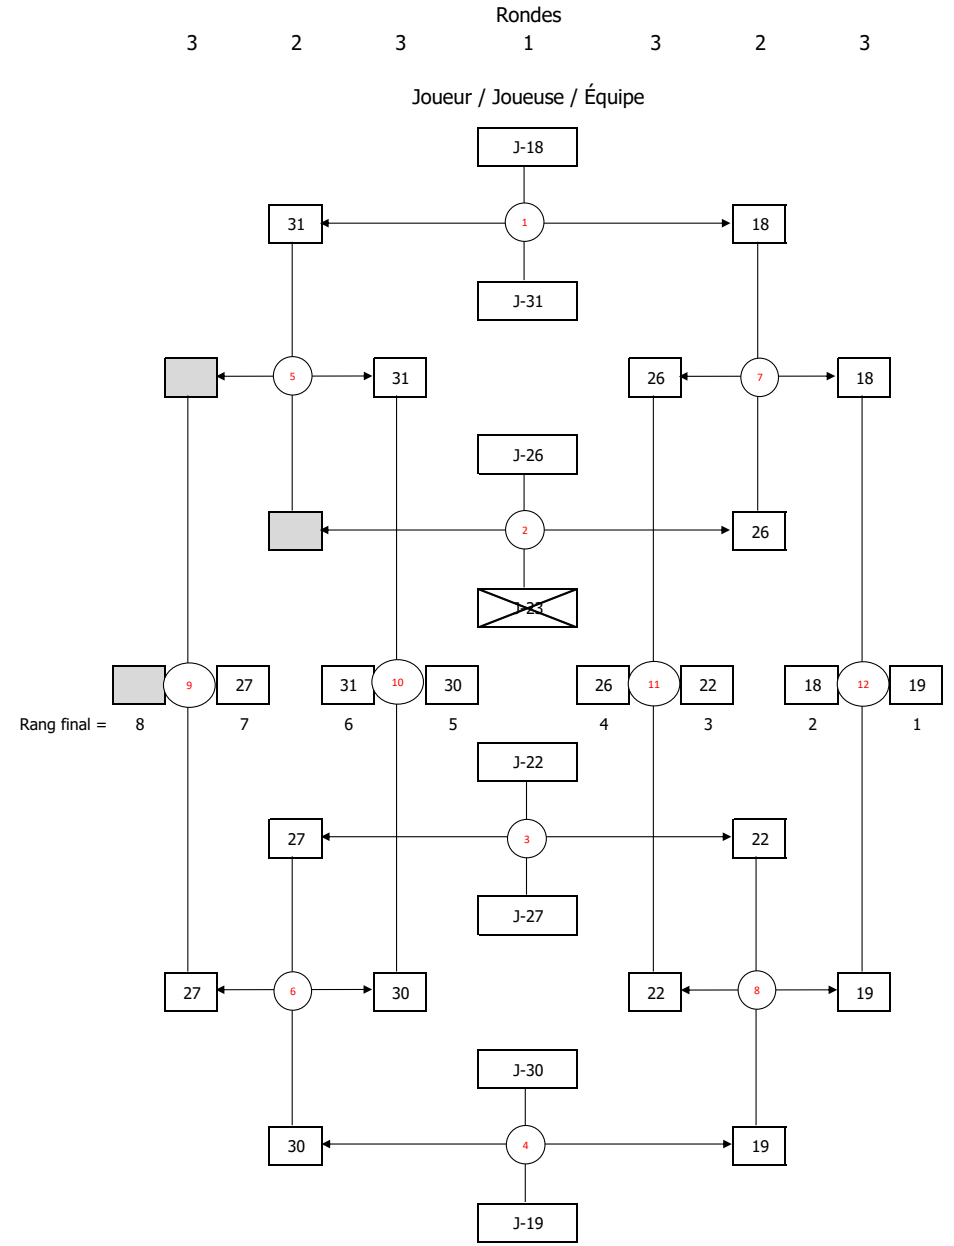 Rondes
3 2 3 1 3 2 3
Joueur / Joueuse / Équipe
J-18
31 1 18
J-31
5 31 26 7 18
J-26
2 26
J-23
9 27 31 10 30 26 11 22 18 12 19
Rang final = 8 7 6 5 4 3 2 1
J-22
27 3 22
J-27
27 6 30 22 8 19
J-30
30 4 19
J-19